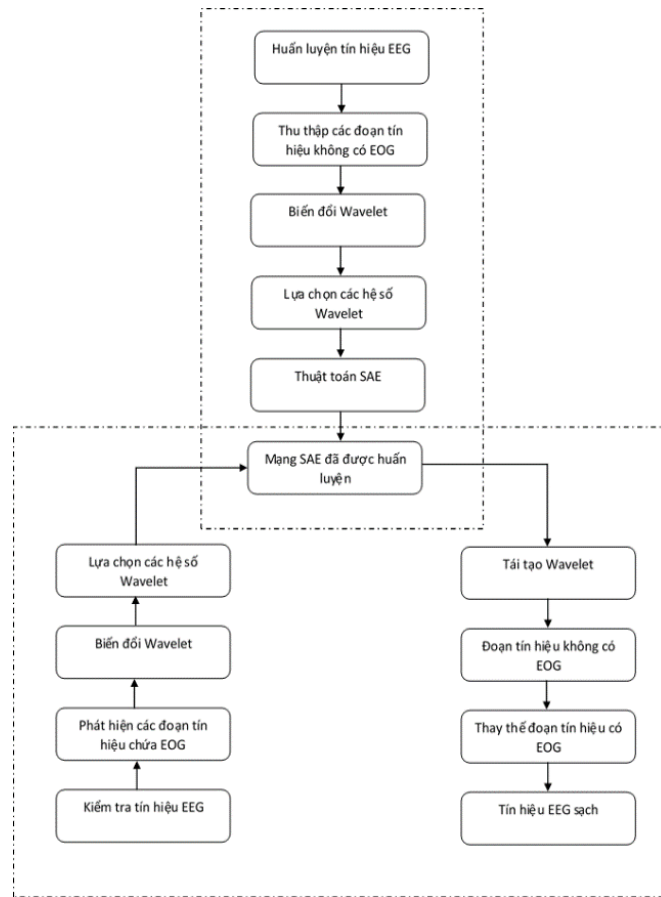 Huấn luyện tín hiệu EEG
Thu thập các đoạn tín
hiệu không có EOG
Biến đổi Wavelet
Lựa chọn các hệ số
Wavelet
Thuật toán SAE
Mạng SAE đã được huấn
luyện
Lựa chọn các hệ số
Wavelet
Biến đổi Wavelet
Phát hiện các đoạn tín
hiệu chứa EOG
Kiểm tra tín hiệu EEG
Tái tạo Wavelet
Đoạn tín hiệu không có
EOG
Thay thế đoạn tín hiệu có
EOG
Tín hiệu EEG sạch